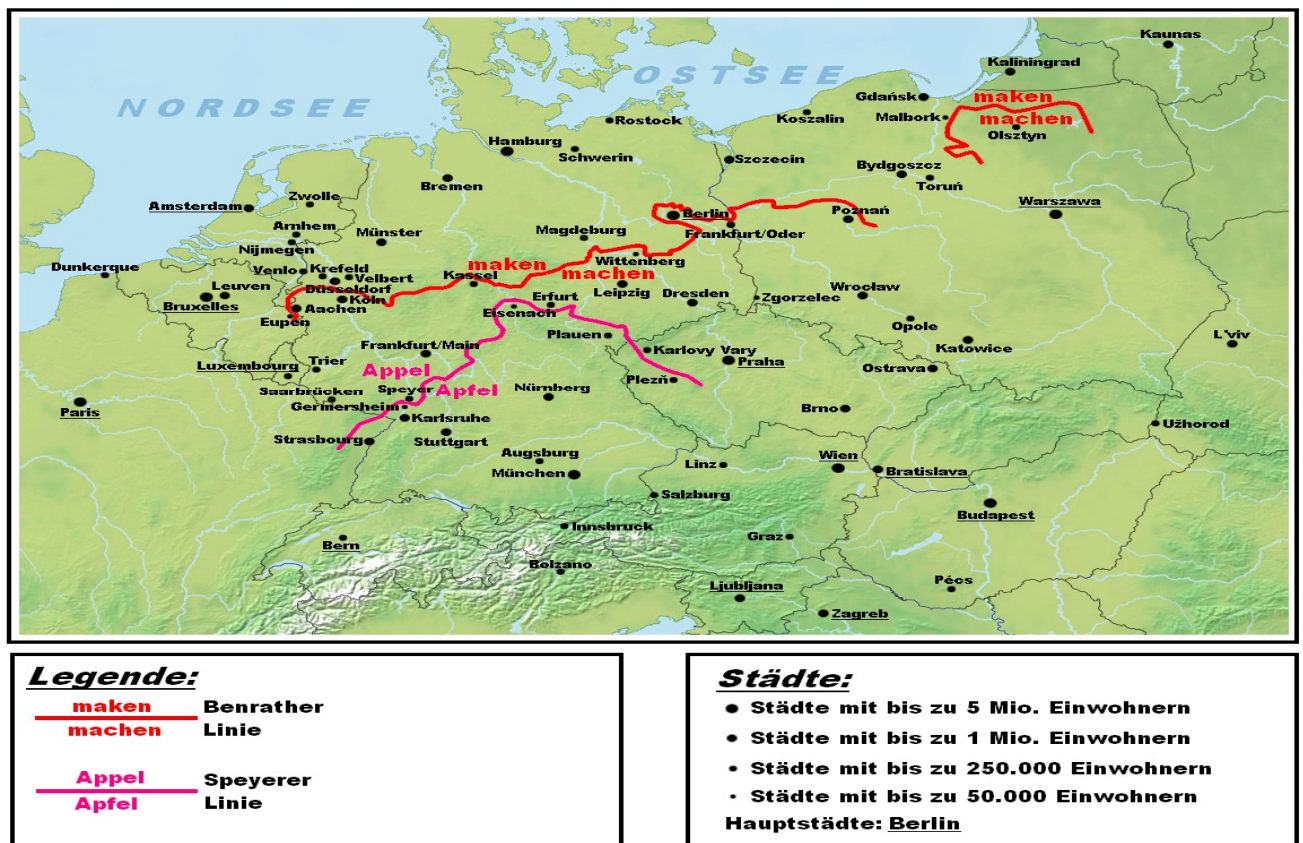 Kaunas
Kaliningrad
NORDSEE
OSTSEE
Gdańsk
maken
Koszalin
Malbork
machen
Rostock
Olsztyn
Hamburg
Schwerin
Szczecin
Bydgoszcz
Bremen
Toruń
Zwolle
Amsterdam
Berlin
Poznań
Warszawa
Arnhem
Münster
Magdeburg
Frankfurt/Oder
Nijmegen
Wittenberg
Dunkerque
Venlo
Krefeld
Velbert
maken
machen
Kassel
Leuven
Düsseldorf
Leipzig
Wrocław
Bruxelles
Köln
Erfurt
Dresden
Zgorzelec
Aachen
Eisenach
Eupen
Opole
Plauen
L'viv
Frankfurt/Main
Katowice
Karlovy Vary
Trier
Praha
Luxembourg
Appel
Ostrava
Plezň
Saarbrücken
Speyer
Apfel
Nürnberg
Paris
Germersheim
Brno
Karlsruhe
Užhorod
Strasbourg
Stuttgart
Augsburg
Wien
Linz
München
Bratislava
Salzburg
Budapest
Innsbruck
Bern
Graz
Bolzano
Pécs
Ljubljana
Zagreb
Legende:
maken Benrather
machen Linie
Appel Speyerer
Apfel Linie
Städte:
Städte mit bis zu 5 Mio. Einwohnern
Städte mit bis zu 1 Mio. Einwohnern
Städte mit bis zu 250.000 Einwohnern
Städte mit bis zu 50.000 Einwohnern
Hauptstädte: Berlin